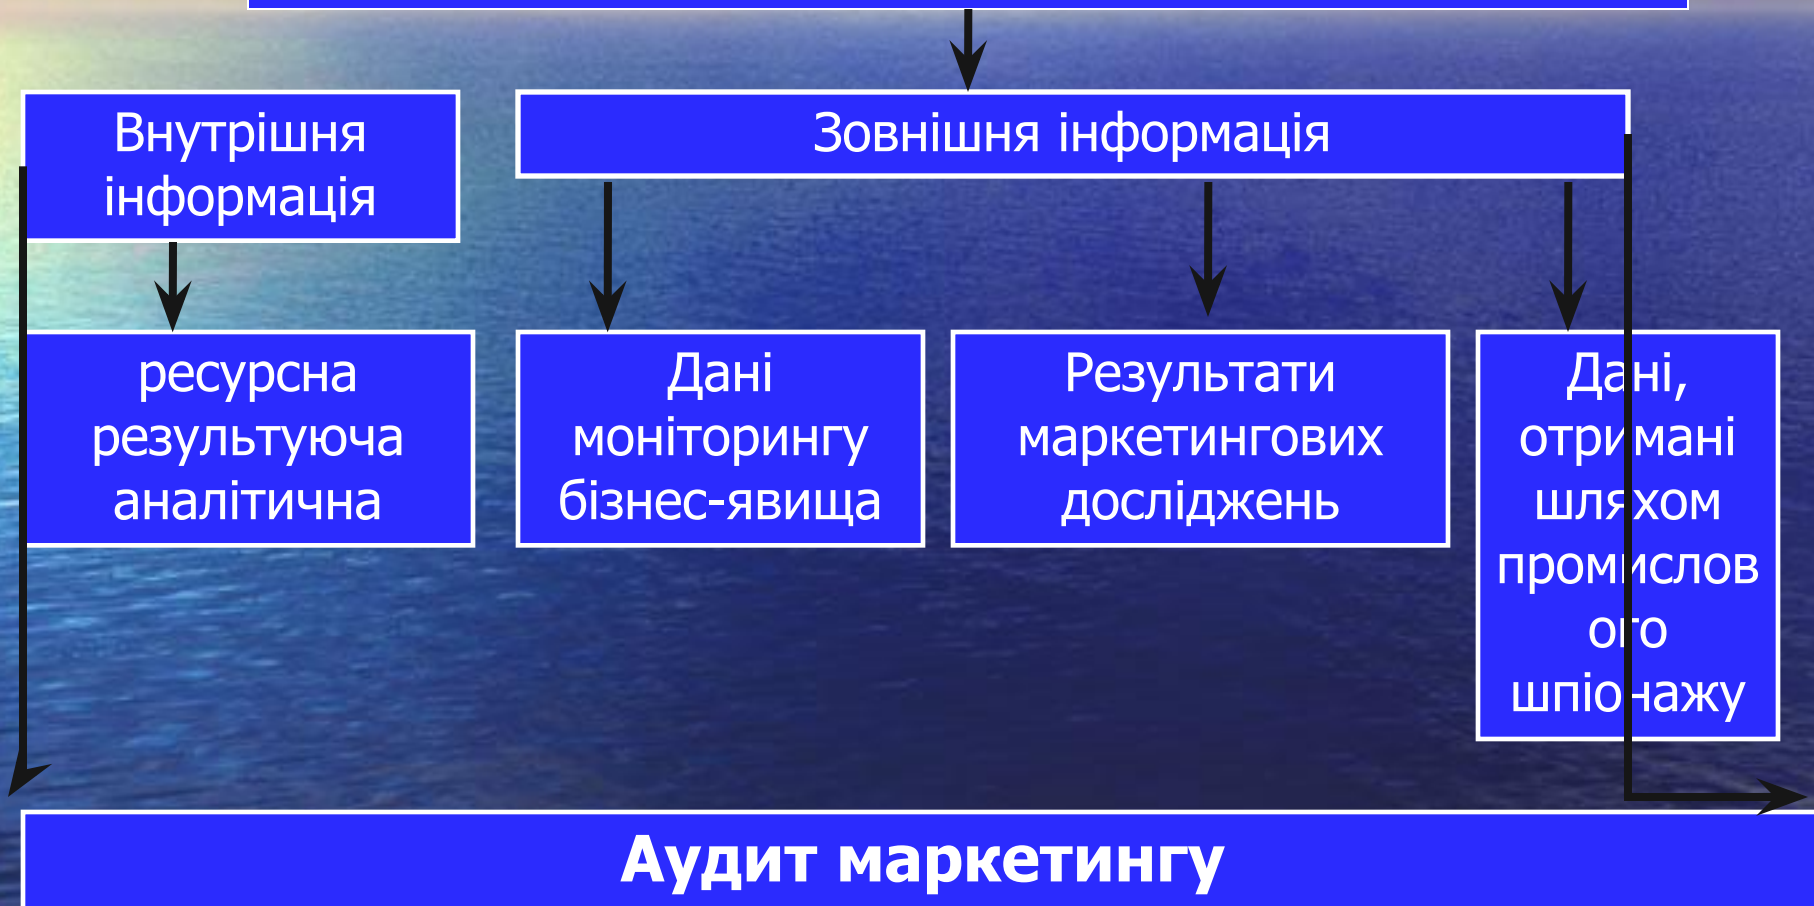 Внутрішня
інформація
Зовнішня інформація
ресурсна
результуюча
аналітична
Дані
моніторингу
бізнес-явища
Результати
маркетингових
досліджень
Дані,
отримані
шляхом
промислов
ого
шпіонажу
Аудит маркетингу